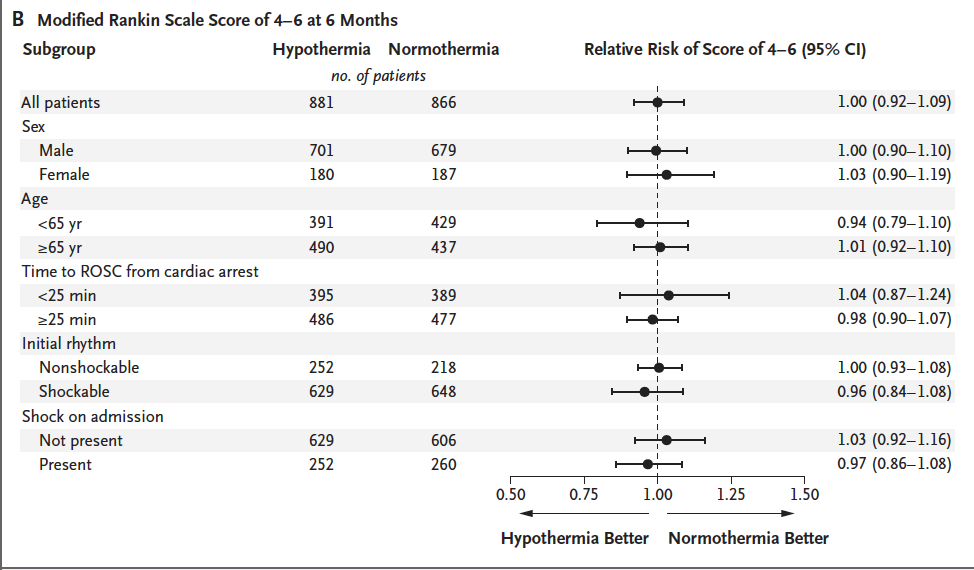 B Modified Rankin Scale Score of 4–6 at 6 Months
Subgroup Hypothermia Normothermia Relative Risk of Score of 4–6 (95% CI)
no. of patients
All patients 881 866 1.00 (0.92–1.09)
Sex
Male 701 679 1.00 (0.90–1.10)
Female 180 187 1.03 (0.90–1.19)
Age
<65 yr 391 429 0.94 (0.79–1.10)
≥65 yr 490 437 1.01 (0.92–1.10)
Time to ROSC from cardiac arrest
<25 min 395 389 1.04 (0.87–1.24)
≥25 min 486 477 0.98 (0.90–1.07)
Initial rhythm
Nonshockable 252 218 1.00 (0.93–1.08)
Shockable 629 648 0.96 (0.84–1.08)
Shock on admission
Not present 629 606 1.03 (0.92–1.16)
Present 252 260 0.97 (0.86–1.08)
0.50 0.75 1.00 1.25 1.50
Hypothermia Better Normothermia Better